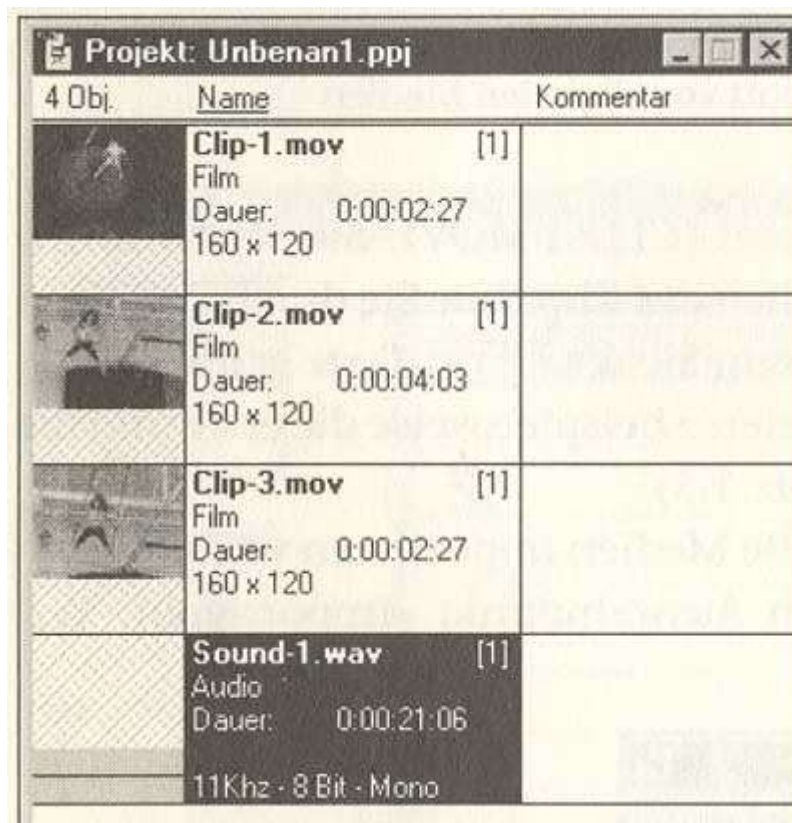 Projekt: Unbenan1.ppj
4 Obj. Name Kommentar
Clip-1.mov [1]
Film
Dauer: 0:00:02:27
160 x 120
Clip-2.mov [1]
Film
Dauer: 0:00:04:03
160 x 120
Clip-3.mov [1]
Film
Dauer: 0:00:02:27
160 x 120
Sound-1.wav [1]
Audio
Dauer: 0:00:21:06
11Khz - 8 Bit - Mono